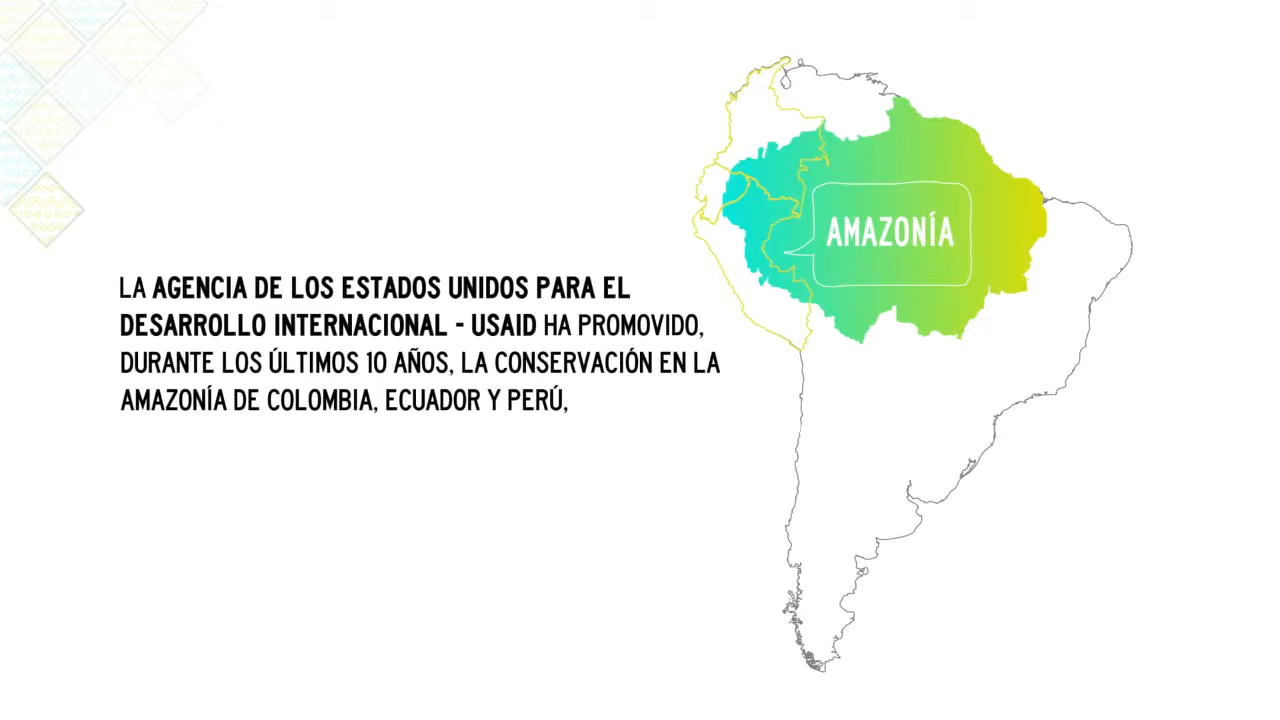 LA AGENCIA DE LOS ESTADOS UNIDOS PARA EL
DESARROLLO INTERNACIONAL - USAID HA PROMOVIDO,
DURANTE LOS ÚLTIMOS 10 AÑOS, LA CONSERVACIÓN EN LA
AMAZONÍA DE COLOMBIA, ECUADOR Y PERÚ,
AMAZONÍA